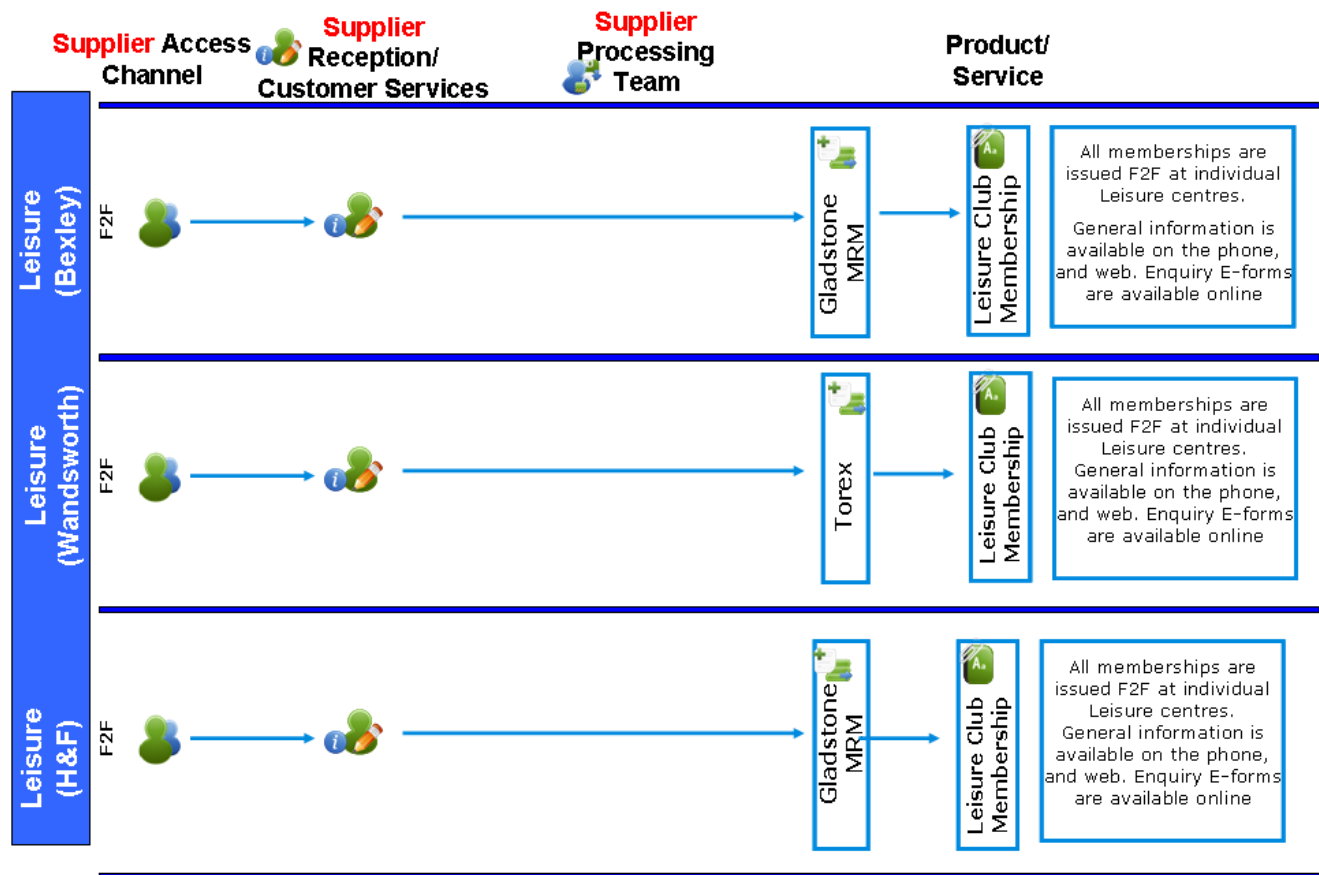 Supplier Access
Channel
Supplier
Reception/
Customer Services
Supplier
Processing
Team
Product/
Service
Leisure
(Bexley)
F2F
Gladstone
MRM
Leisure Club
Membership
All memberships are
issued F2F at individual
Leisure centres.
General information is
available on the phone,
and web. Enquiry E-forms
are available online
Leisure
(Wandsworth)
F2F
Torex
Leisure Club
Membership
All memberships are
issued F2F at individual
Leisure centres.
General information is
available on the phone,
and web. Enquiry E-forms
are available online
Leisure
(H&F)
F2F
Gladstone
MRM
Leisure Club
Membership
All memberships are
issued F2F at individual
Leisure centres.
General information is
available on the phone,
and web. Enquiry E-forms
are available online